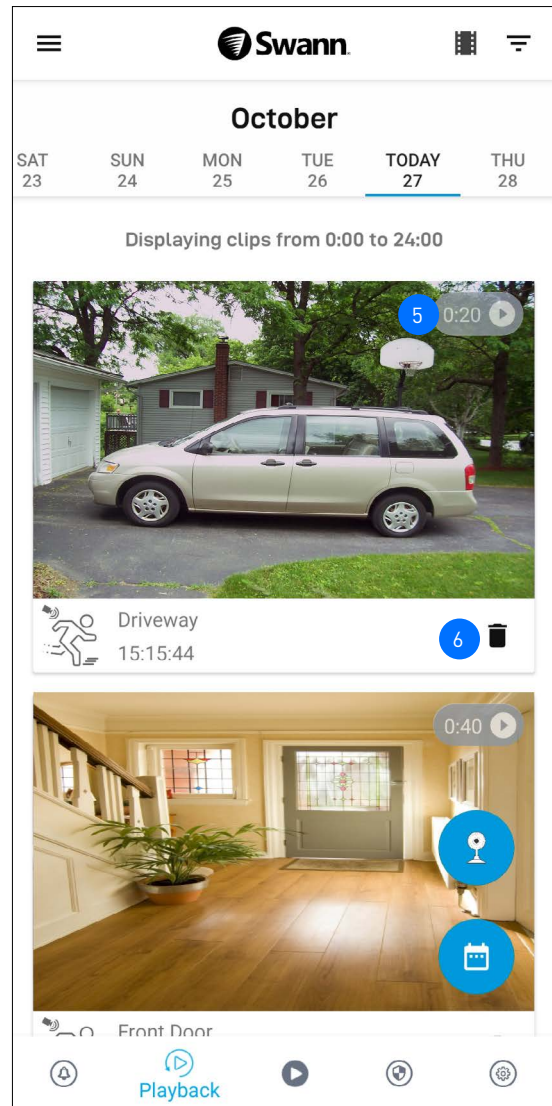 Swann
October
SAT SUN MON TUE TODAY THU
23 24 25 26 27 28
Displaying clips from 0:00 to 24:00
5 0:20
Driveway
15:15:44
6
0:40
Front Door
Playback